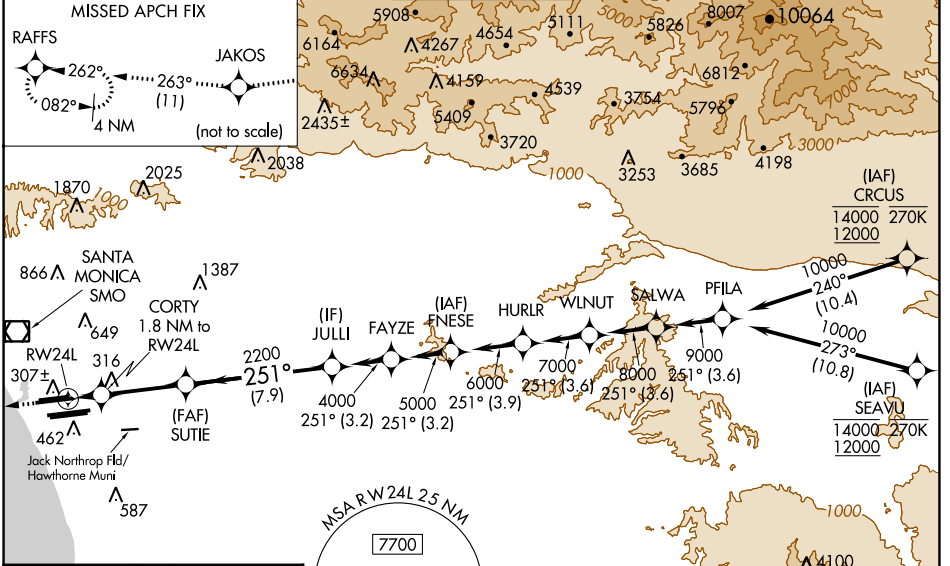 MISSED APCH FIX
RAFFS
JAKOS
262°
263°
(11)
082°
4 NM
(not to scale)
5908
6164
4267
4654
5111
5000
5826
8007
10064
6634
4159
6812
7000
2435±
5409
4539
3754
5796
3720
3000
2038
1000
3253
3685
4198
2025
1870
1000
(IAF)
CRCUS
14000 270K
12000
SANTA
MONICA
SMO
866
1387
649
CORTY
1.8 NM to
RW24L
10000
240°
(10.4)
(IF)
JULLI
FAYZE
(IAF)
FNESE
HURLR
WLNUT
SALWA
PFILA
RW24L
307±
316
2200
251°
(7.9)
4000
251° (3.2)
5000
251° (3.2)
6000
251° (3.9)
7000
251° (3.6)
8000
251° (3.6)
9000
251° (3.6)
10000
273°
(10.8)
(IAF)
SEAVU
14000 270K
12000
(FAF)
SUTIE
462
Jack Northrop Fld/
Hawthorne Muni
587
MSA RW24L 25 NM
7700
1000
4100